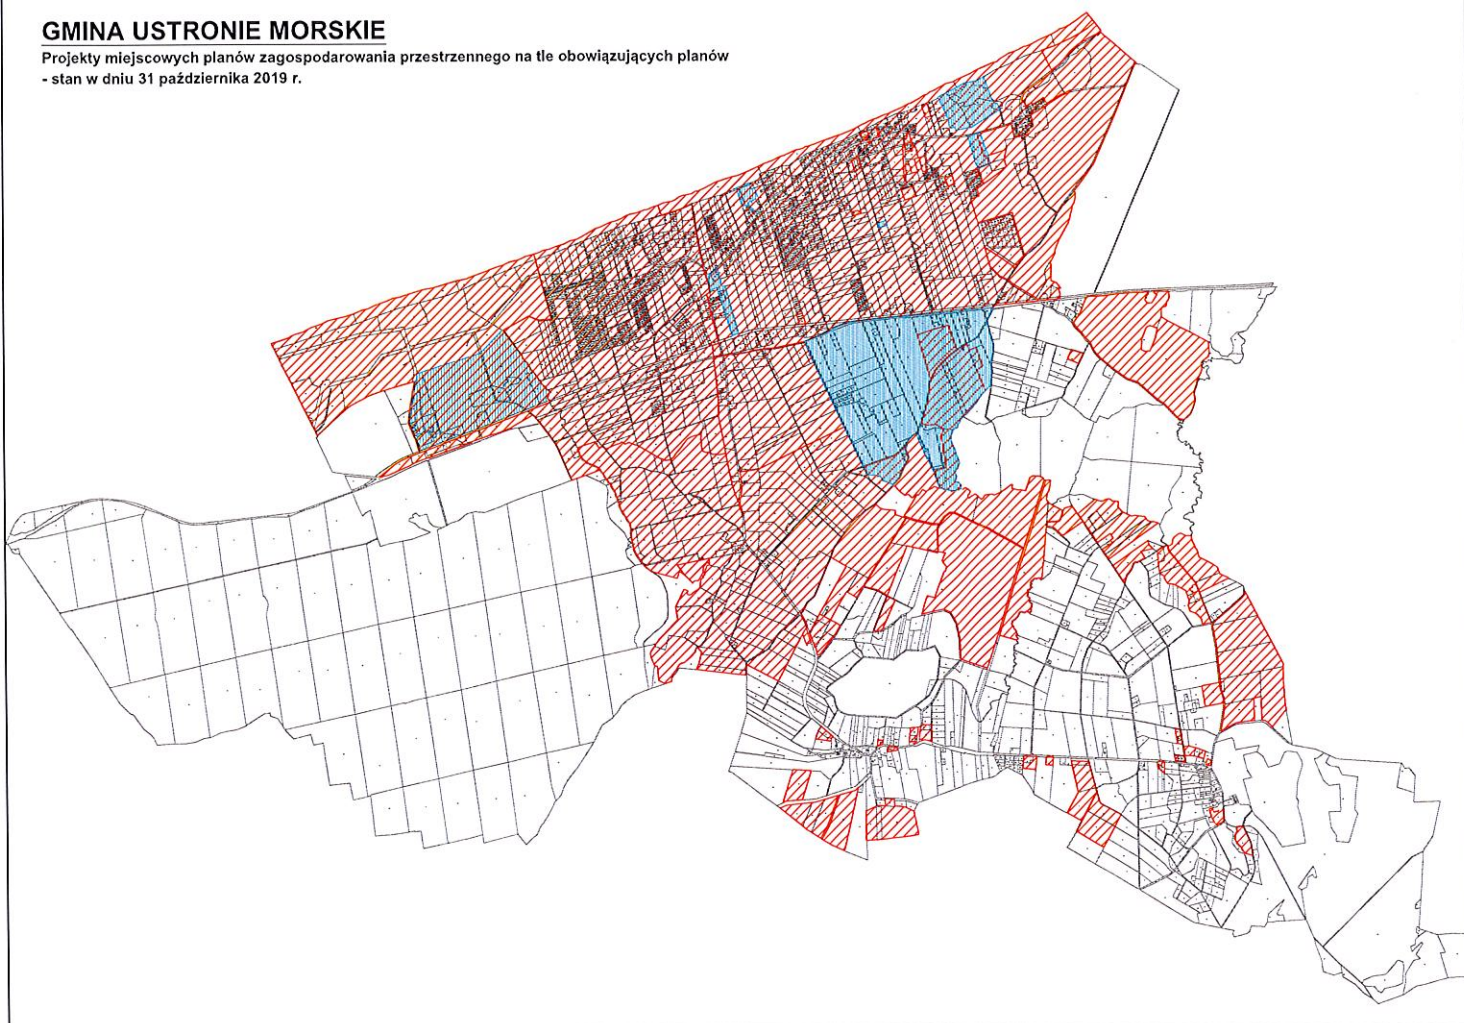 GMINA USTRONIE MORSKIE
Projekty miejscowych planów zagospodarowania przestrzennego na tle obowiązujących planów
- stan w dniu 31 października 2019 r.